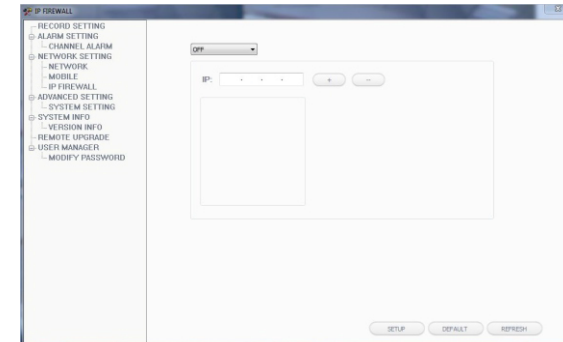 IP FIREWALL
RECORD SETTING
ALARM SETTING
CHANNEL ALARM
NETWORK SETTING
NETWORK
MOBILE
IP FIREWALL
ADVANCED SETTING
SYSTEM SETTING
SYSTEM INFO
VERSION INFO
REMOTE UPGRADE
USER MANAGER
MODIFY PASSWORD
OFF
IP: . . . + -
SETUP DEFAULT REFRESH